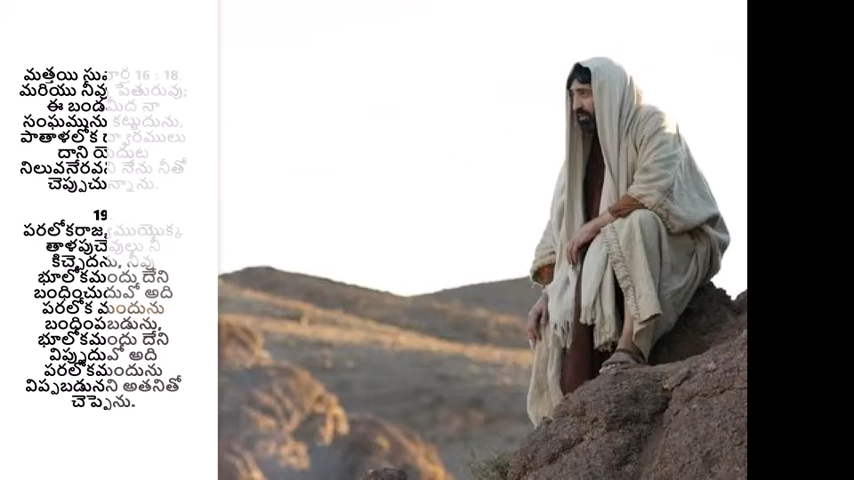 మత్తయి సువార్త 16 : 18.
మరియు నీవు పేతురువు;
ఈ బండమీద నా
సంఘమును కట్టుదును,
పాతాళలోక ద్వారములు
దాని యెదుట
నిలువనేరవని నేను నీతో
చెప్పుచున్నాను.
19
పరలోకరాజ్యముయొక్క
తాళపుచెవులు నీ
కిచ్చెదను, నీవు
భూలోకమందు దేని
బంధించుదువో అది
పరలోక మందును
బంధింపబడును,
భూలోకమందు దేని
విప్పుదువో అది
పరలోకమందును
విప్పబడునని అతనితో
చెప్పెను.